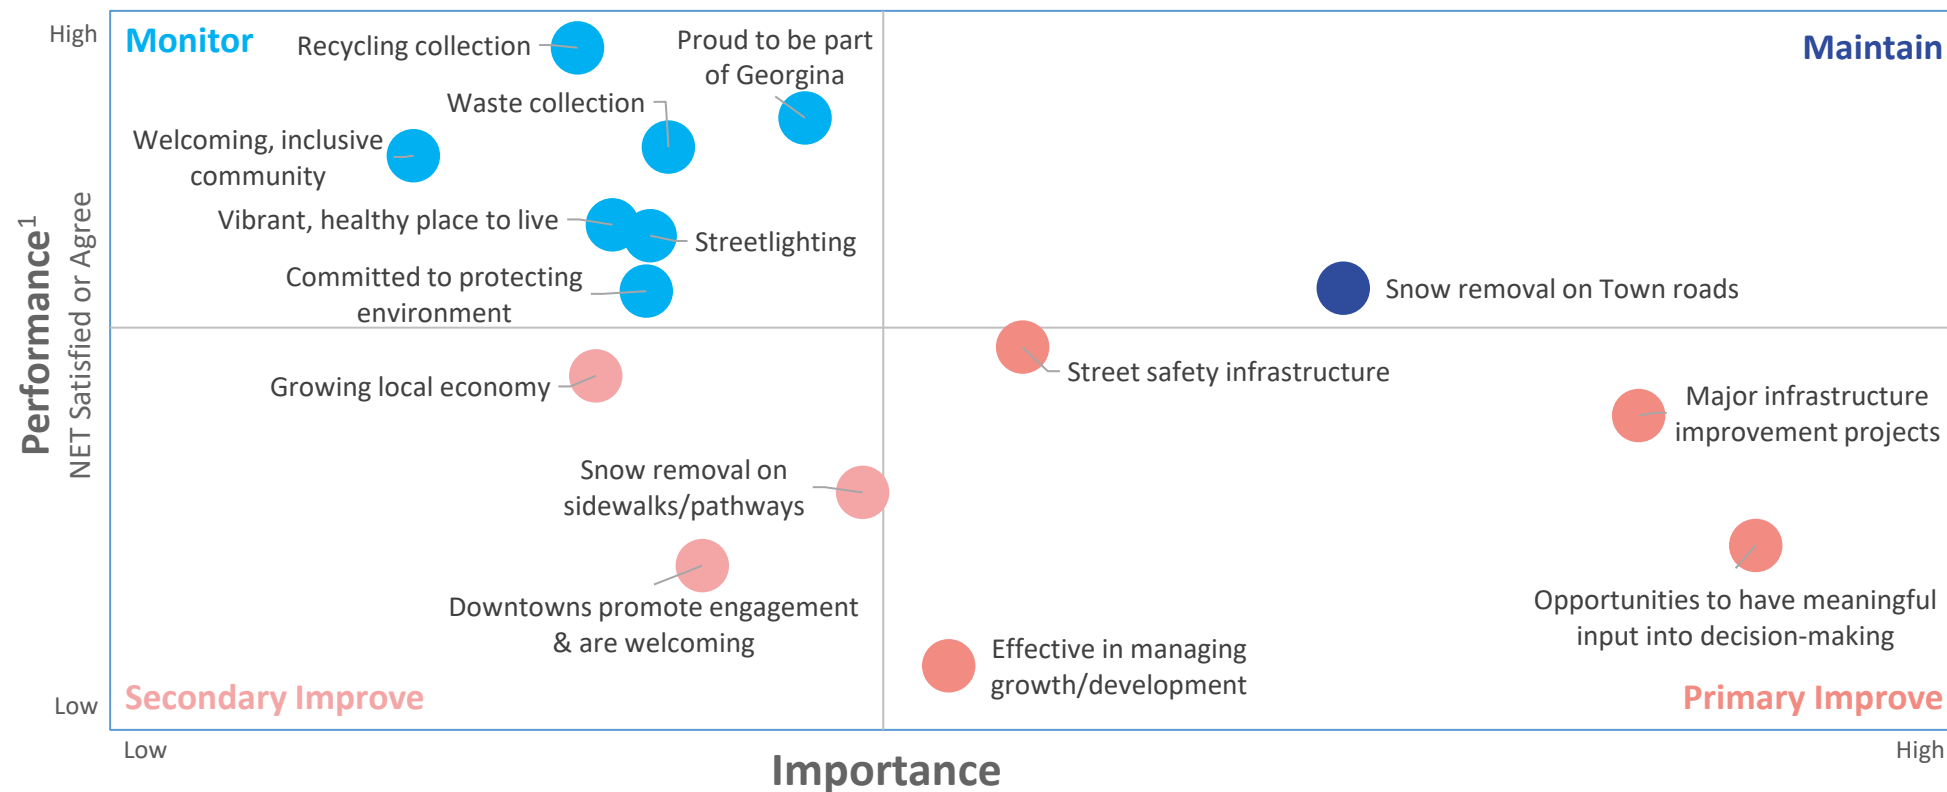 High
Monitor
Recycling collection
Proud to be part
of Georgina
Maintain
Waste collection
Welcoming, inclusive
community
Vibrant, healthy place to live
Streetlighting
Committed to protecting
environment
Snow removal on Town roads
Performance1
NET Satisfied or Agree
Growing local economy
Street safety infrastructure
Major infrastructure
improvement projects
Snow removal on
sidewalks/pathways
Downtowns promote engagement
& are welcoming
Opportunities to have meaningful
input into decision-making
Effective in managing
growth/development
Low
Secondary Improve
Primary Improve
Low
High
Importance